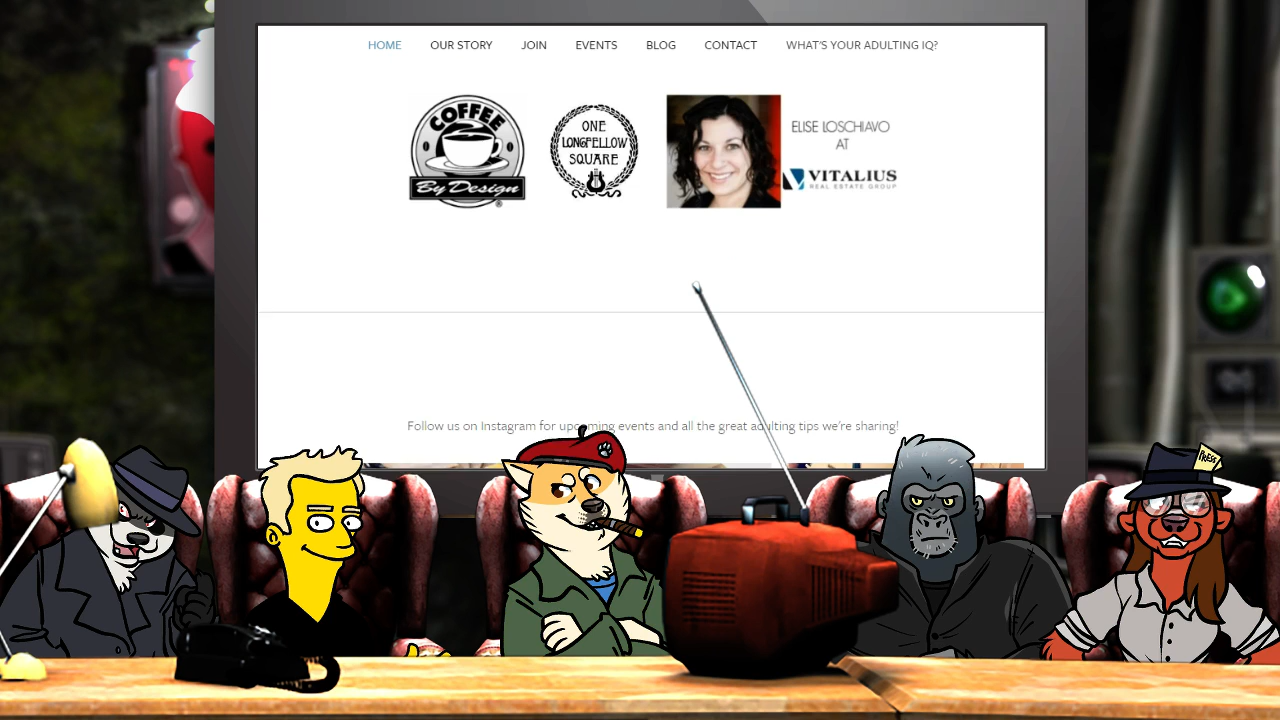 HOME OUR STORY JOIN EVENTS BLOG CONTACT WHAT'S YOUR ADULTING IQ?
COFFEE
By Design
®
ONE
LONGFELLOW
SQUARE
ELISE LOSCHIAVO
AT
VITALIUS
REAL ESTATE GROUP
Follow us on Instagram for upcoming events and all the great adulting tips we're sharing!
PRESS